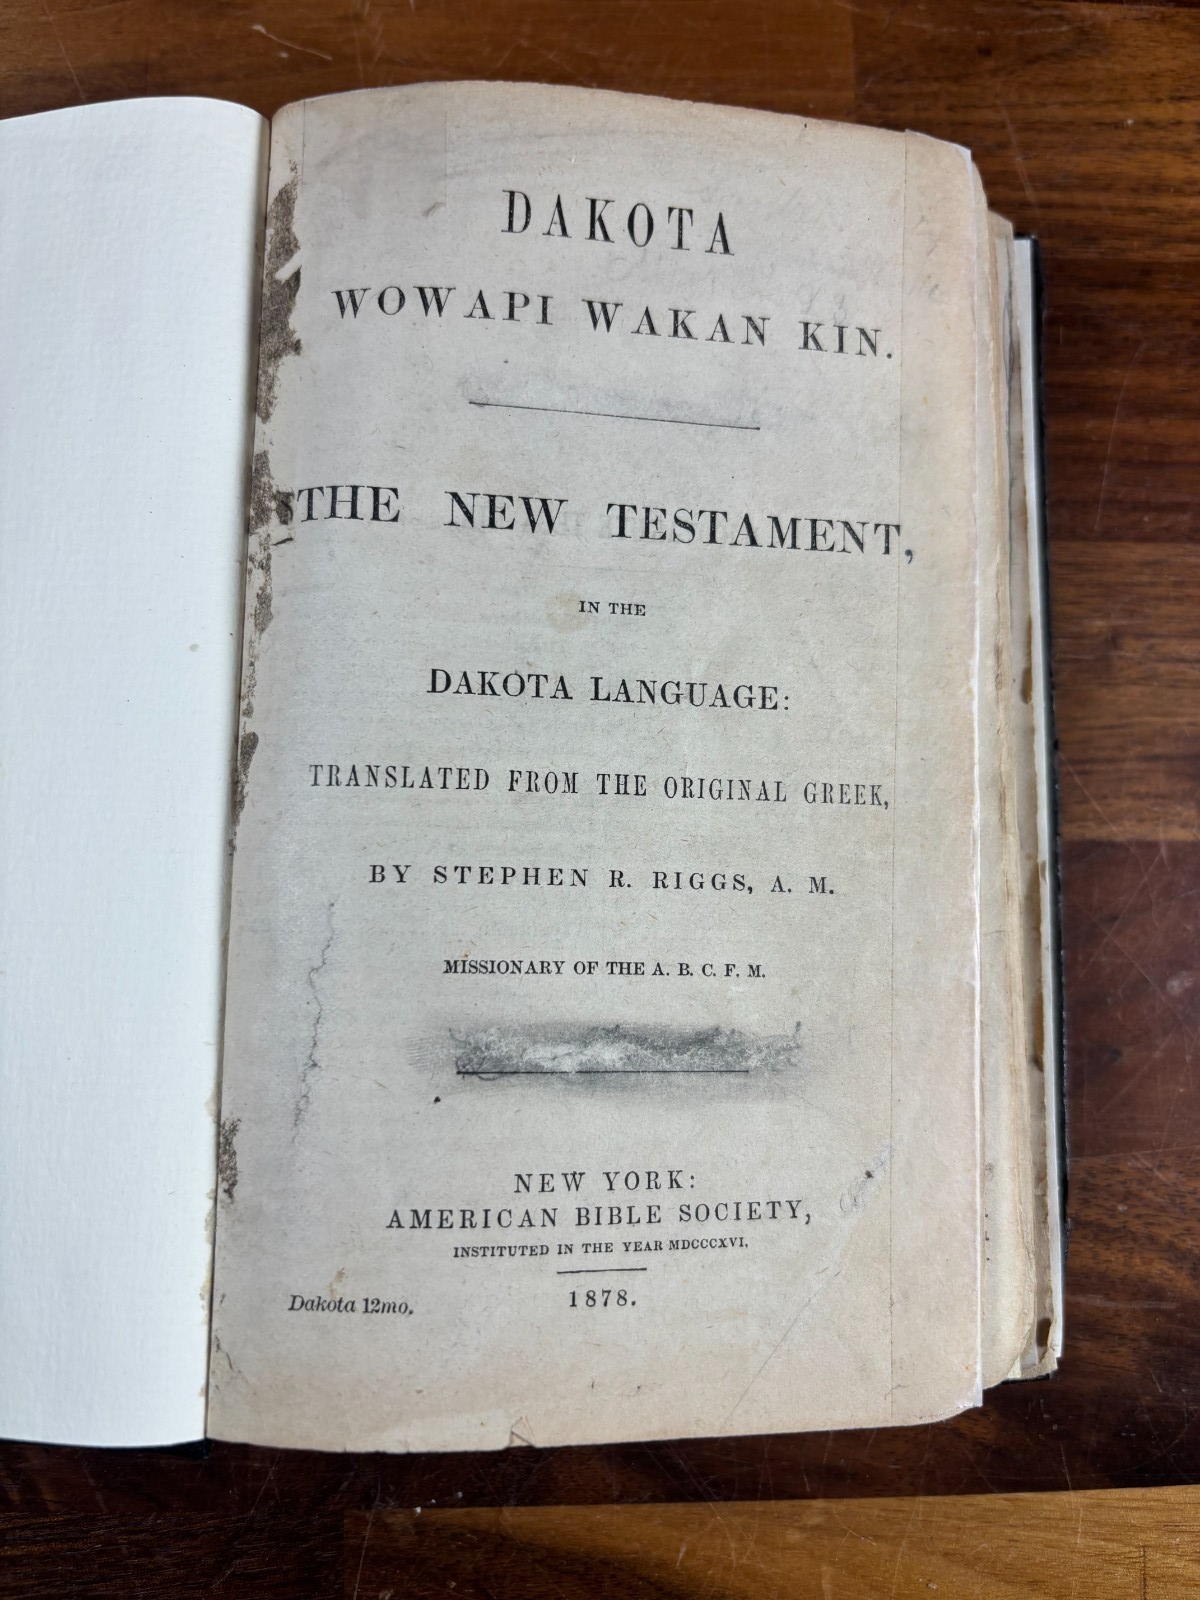 DAKOTA
WOWAPI WAKAN KIN.
THE NEW TESTAMENT,
IN THE
DAKOTA LANGUAGE:
TRANSLATED FROM THE ORIGINAL GREEK,
BY STEPHEN R. RIGGS, A. M.
MISSIONARY OF THE A. B. C. F. M.
NEW YORK:
AMERICAN BIBLE SOCIETY,
INSTITUTED IN THE YEAR MDCCCXVI.
Dakota 12mo.
1878.